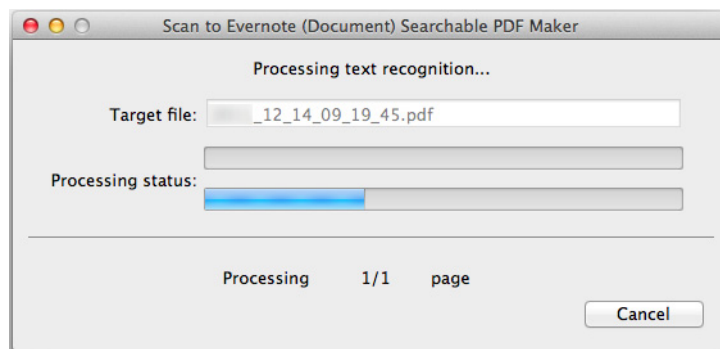 Scan to Evernote (Document) Searchable PDF Maker
Processing text recognition...
Target file: _12_14_09_19_45.pdf
Processing status:
Processing 1/1 page
Cancel